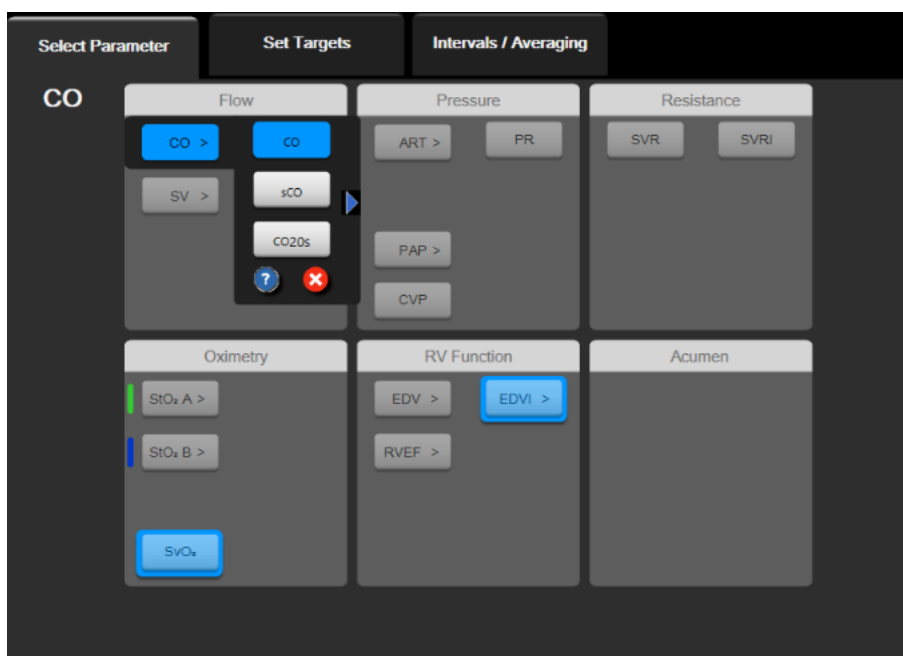 Select Parameter
Set Targets
Intervals / Averaging
CO
Flow
CO >
CO
SV >
sCO
CO20s
?
Pressure
ART >
PR
PAP >
CVP
Resistance
SVR
SVRI
Oximetry
StO₂ A >
StO₂ B >
SvO₂
RV Function
EDV >
EDVI >
RVEF >
Acumen